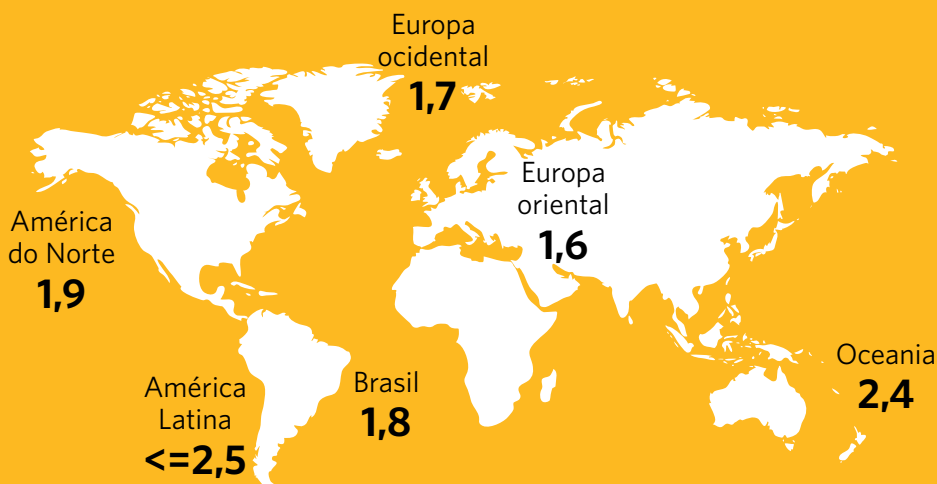 Europa
ocidental
1,7
Europa
oriental
1,6
América
do Norte
1,9
Oceania
2,4
América
Latina
<=2,5
Brasil
1,8